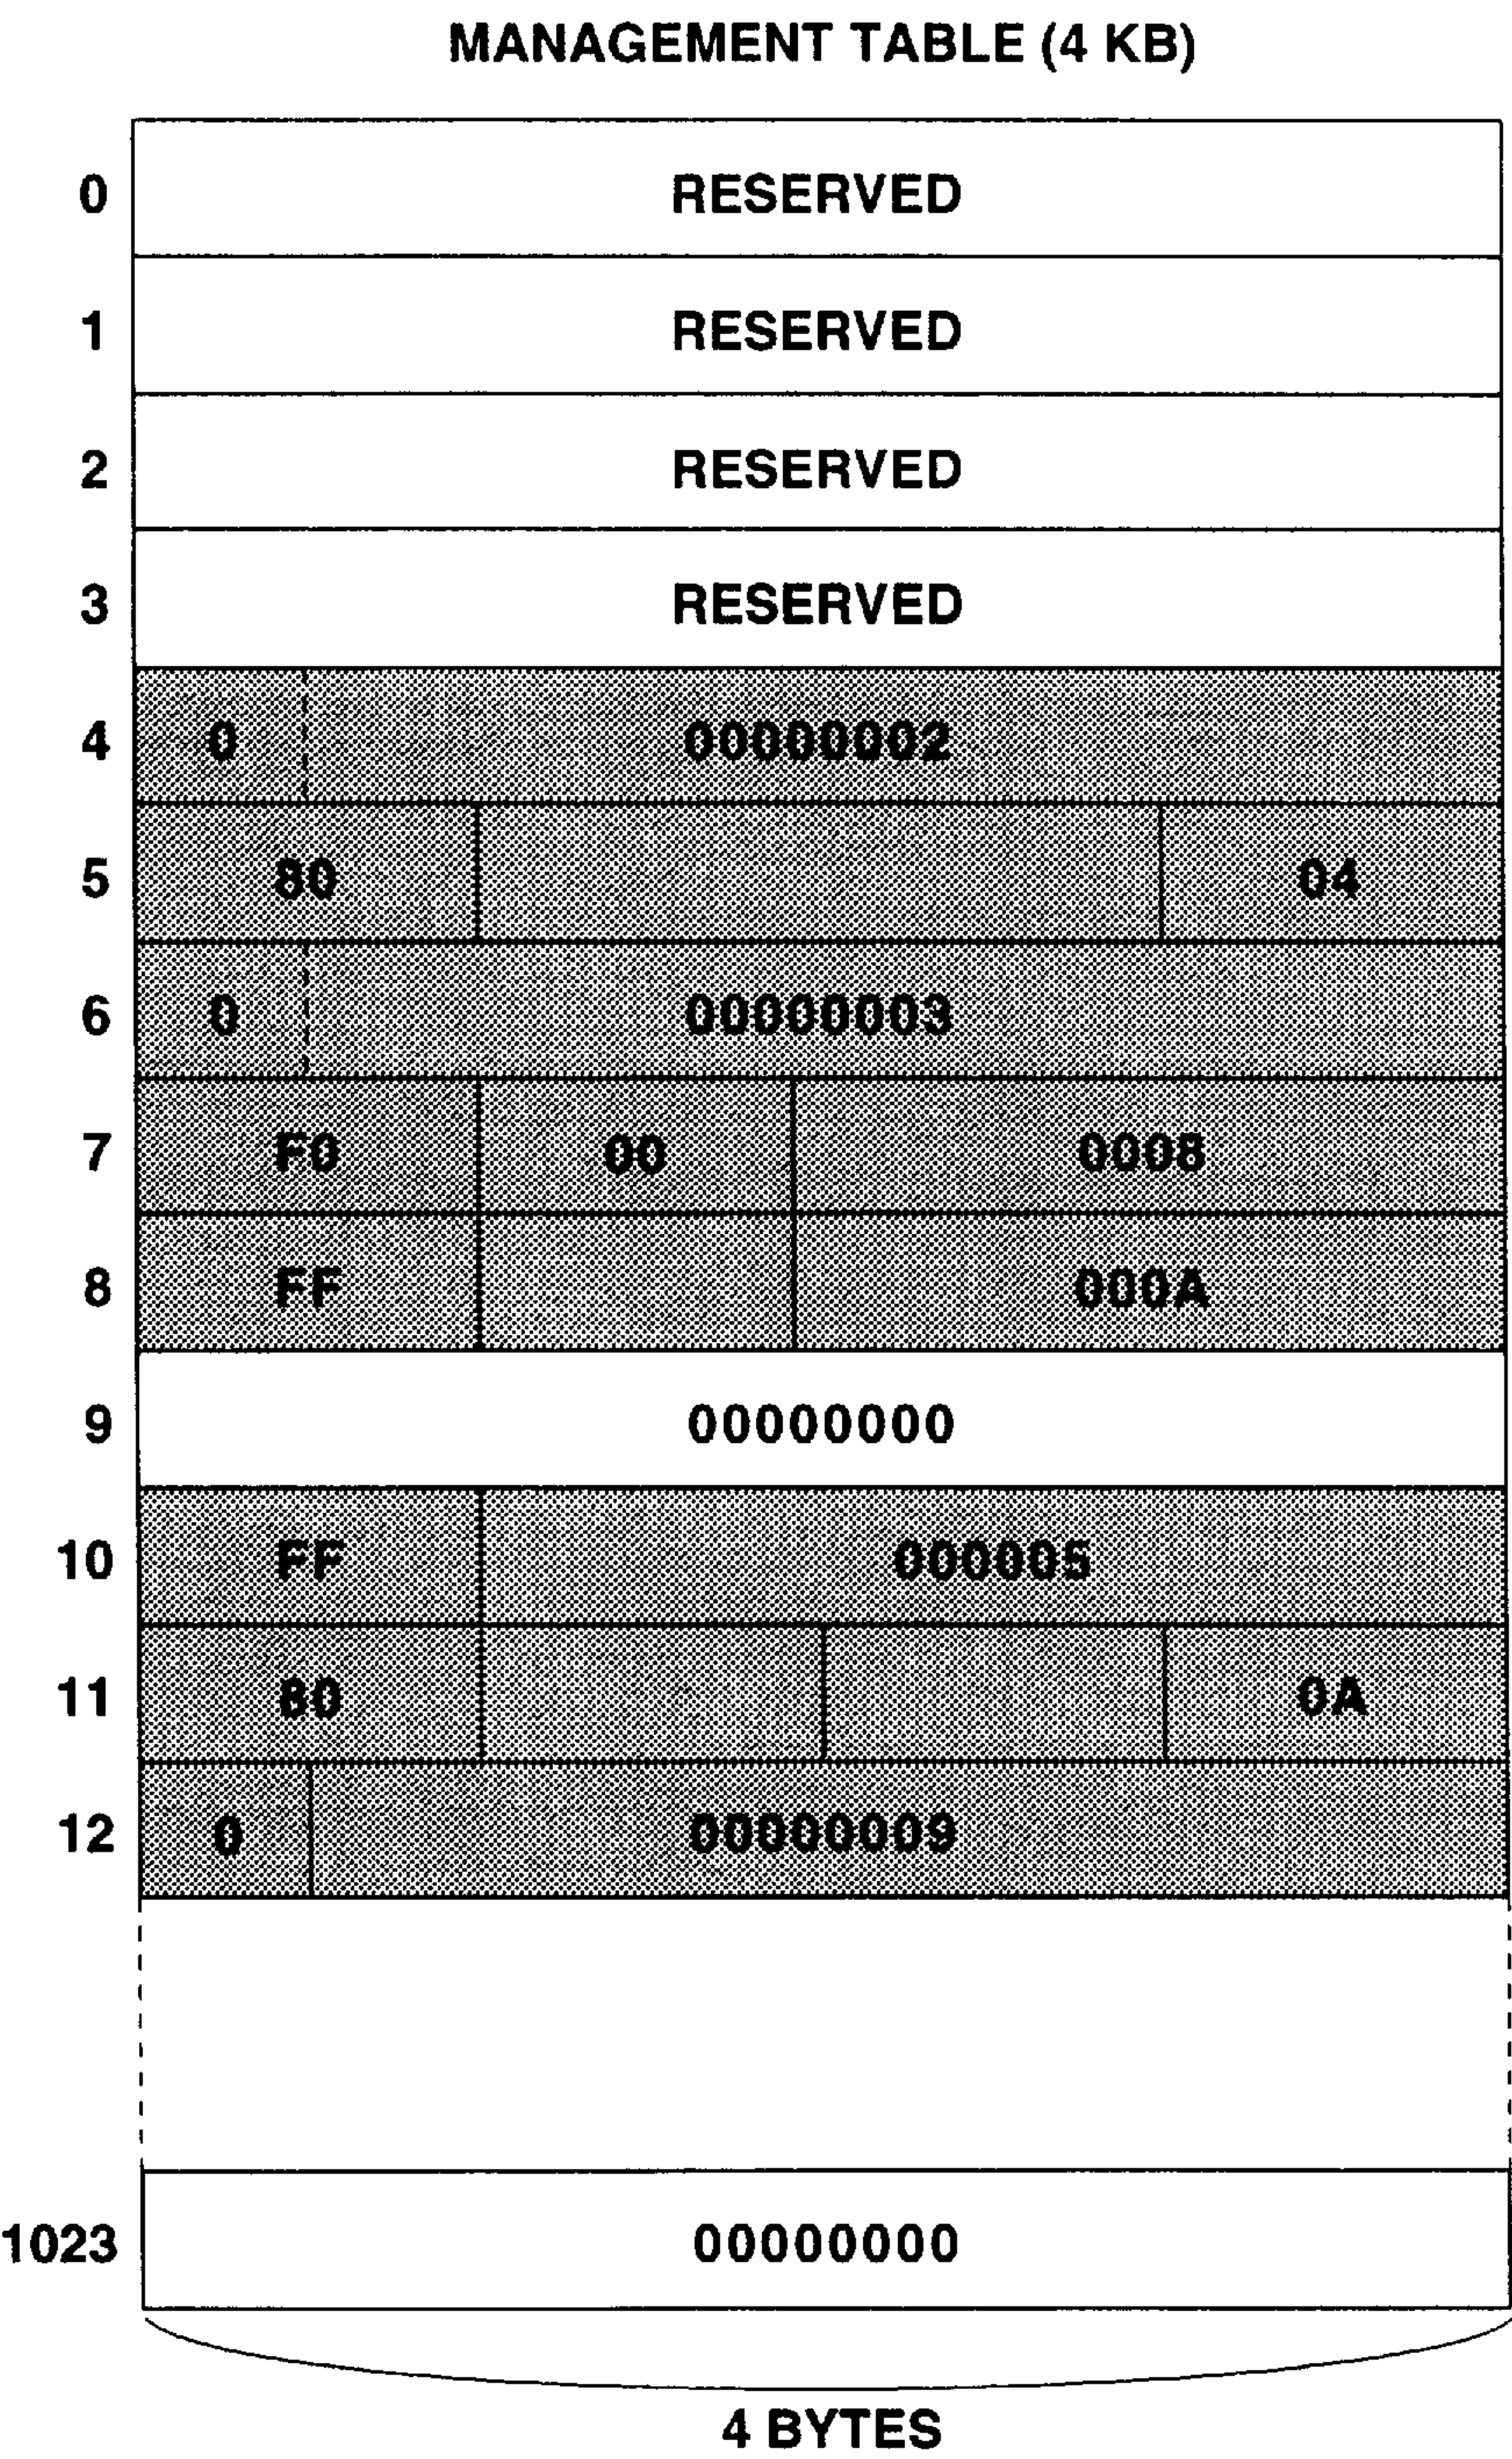 MANAGEMENT TABLE (4 KB)
0 RESERVED
1 RESERVED
2 RESERVED
3 RESERVED
4 0 00000002
5 80 04
6 0 00000003
7 F0 00 0008
8 FF 000A
9 00000000
10 FF 000005
11 80 0A
12 0 00000009
1023 00000000
4 BYTES